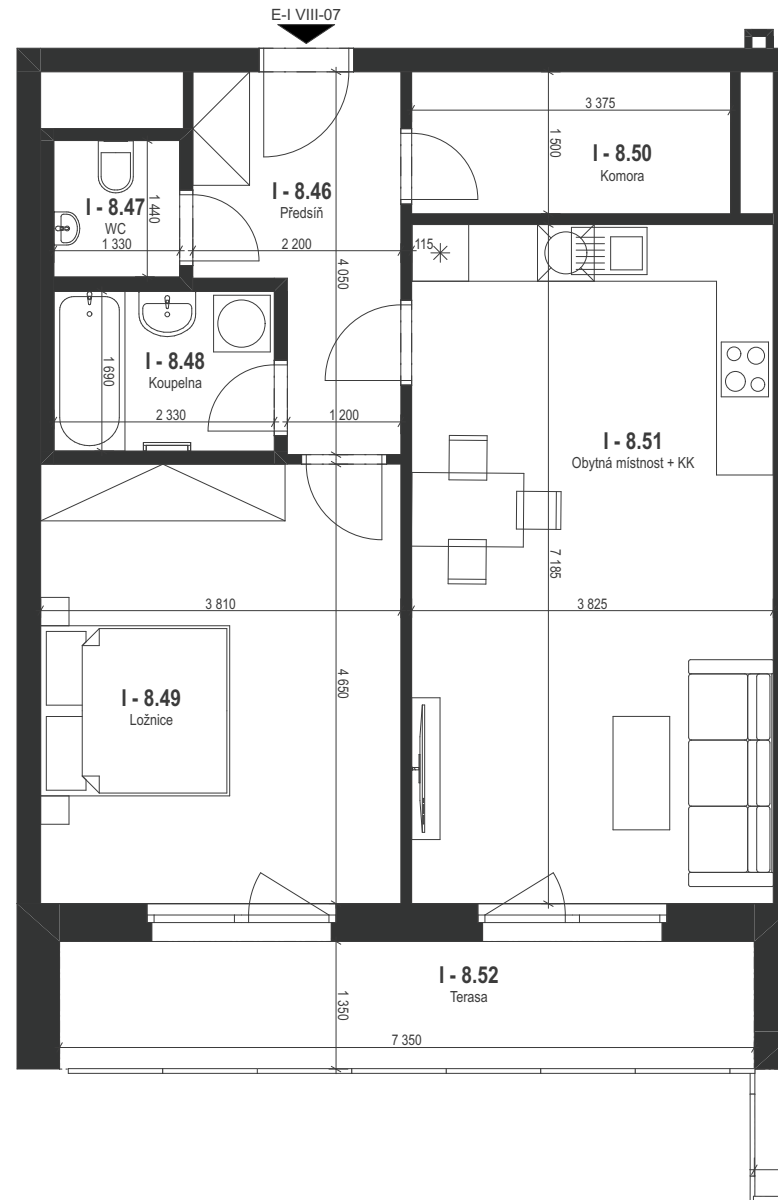 E-I VIII-07
3 375
1 500
I - 8.50
Komora
I - 8.46
Předsíň
I - 8.47
WC
1 440
1 330
2 200
115
4 050
I - 8.48
Koupelna
1 690
2 330
1 200
I - 8.51
Obytná místnost + KK
7 185
3 810
3 825
4 650
I - 8.49
Ložnice
I - 8.52
Terasa
1 350
7 350